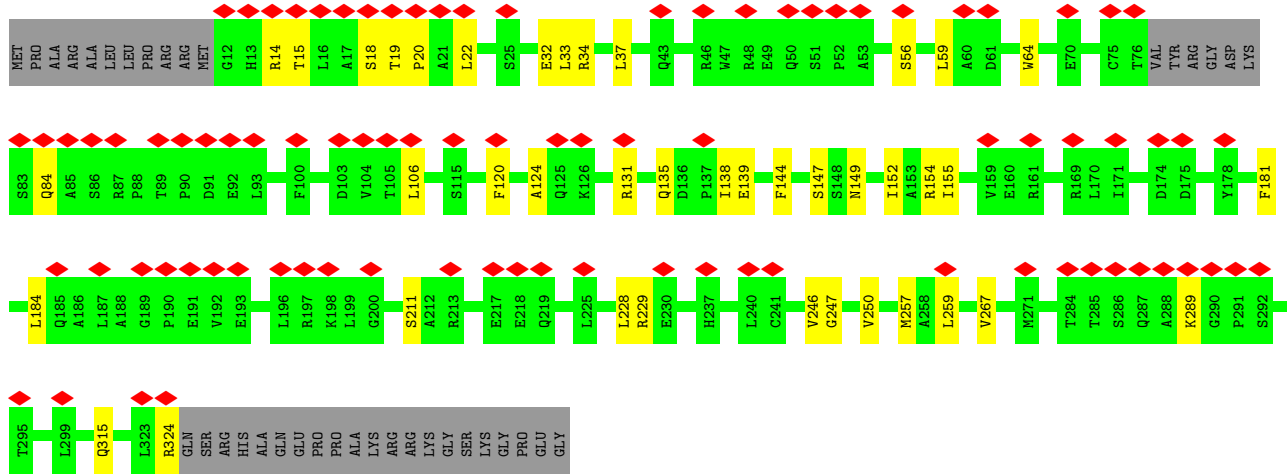 MET PRO ALA ARG ALA LEU LEU PRO ARG ARG MET G12 H13 R14 T15 L16 A17 S18 T19 P20 A21 L22 S25 E32 L33 R34 L37 Q43 R46 W47 R48 E49 Q50 S51 P52 A53 S56 L59 A60 D61 W64 E70 C75 T76 VAL TYR ARG GLY ASP LYS
S83 Q84 A85 S86 R87 P88 T89 P90 D91 E92 L93 F100 D103 V104 T105 L106 S115 F120 A124 Q125 K126 R131 Q135 D136 P137 I138 E139 F144 S147 S148 N149 I152 A153 R154 I155 V159 E160 R161 R169 L170 I171 D174 D175 Y178 F181
L184 Q185 A186 L187 A188 G189 P190 E191 V192 E193 L196 R197 K198 L199 G200 S211 A212 R213 E217 E218 Q219 L225 L228 R229 E230 H237 L240 C241 V246 G247 V250 M257 A258 L259 V267 M271 T284 T285 S286 Q287 A288 K289 G290 P291 S292
T295 L299 Q315 L323 R324 GLN SER ARG HIS ALA GLN GLU PRO PRO ALA LYS ARG ARG LYS GLY SER LYS GLY PRO GLU GLY